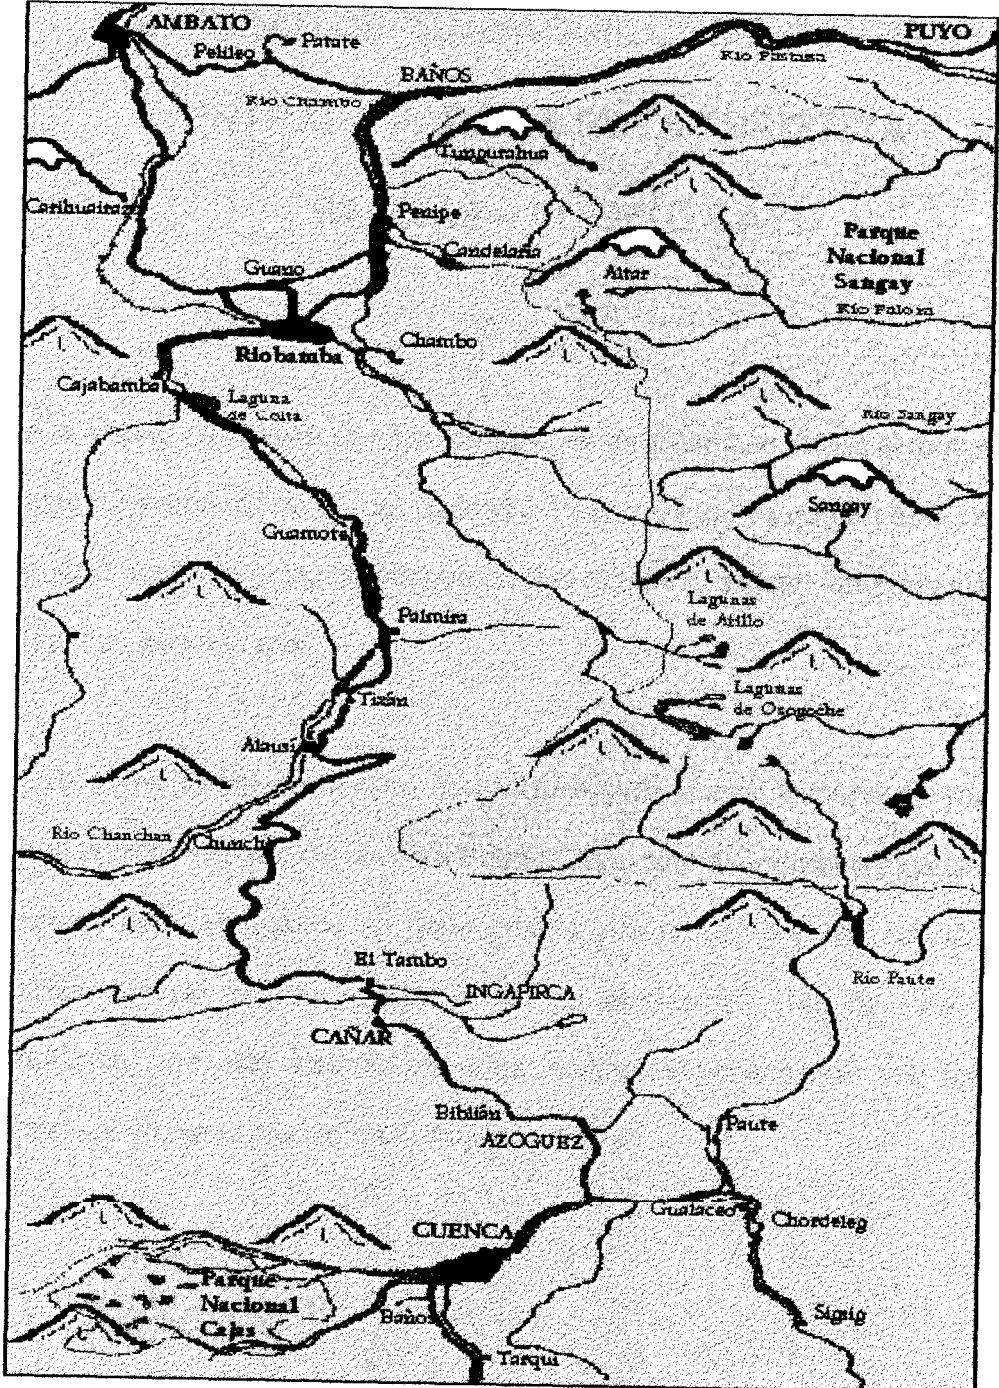 AMBATO
PUYO
Patate
Pelileo
Río Pastasa
BAÑOS
Río Chambo
Tungurahua
Carihuairazo
Penipe
Parque
Nacional
Sangay
Candelaria
Guano
Altar
Río Palora
Chambo
Riobamba
Cajabamba
Laguna
de Colta
Río Sangay
Sangay
Guamote
Lagunas
de Atillo
Palmira
Lagunas
de Ozogoche
Tixán
Alausí
Río Chanchan
Chunchi
El Tambo
Río Paute
INGAPIRCA
CAÑAR
Biblián
Paute
AZOGUEZ
Gualaceo
Chordeleg
CUENCA
Parque
Nacional
Cajas
Baños
Sigsig
Tarqui